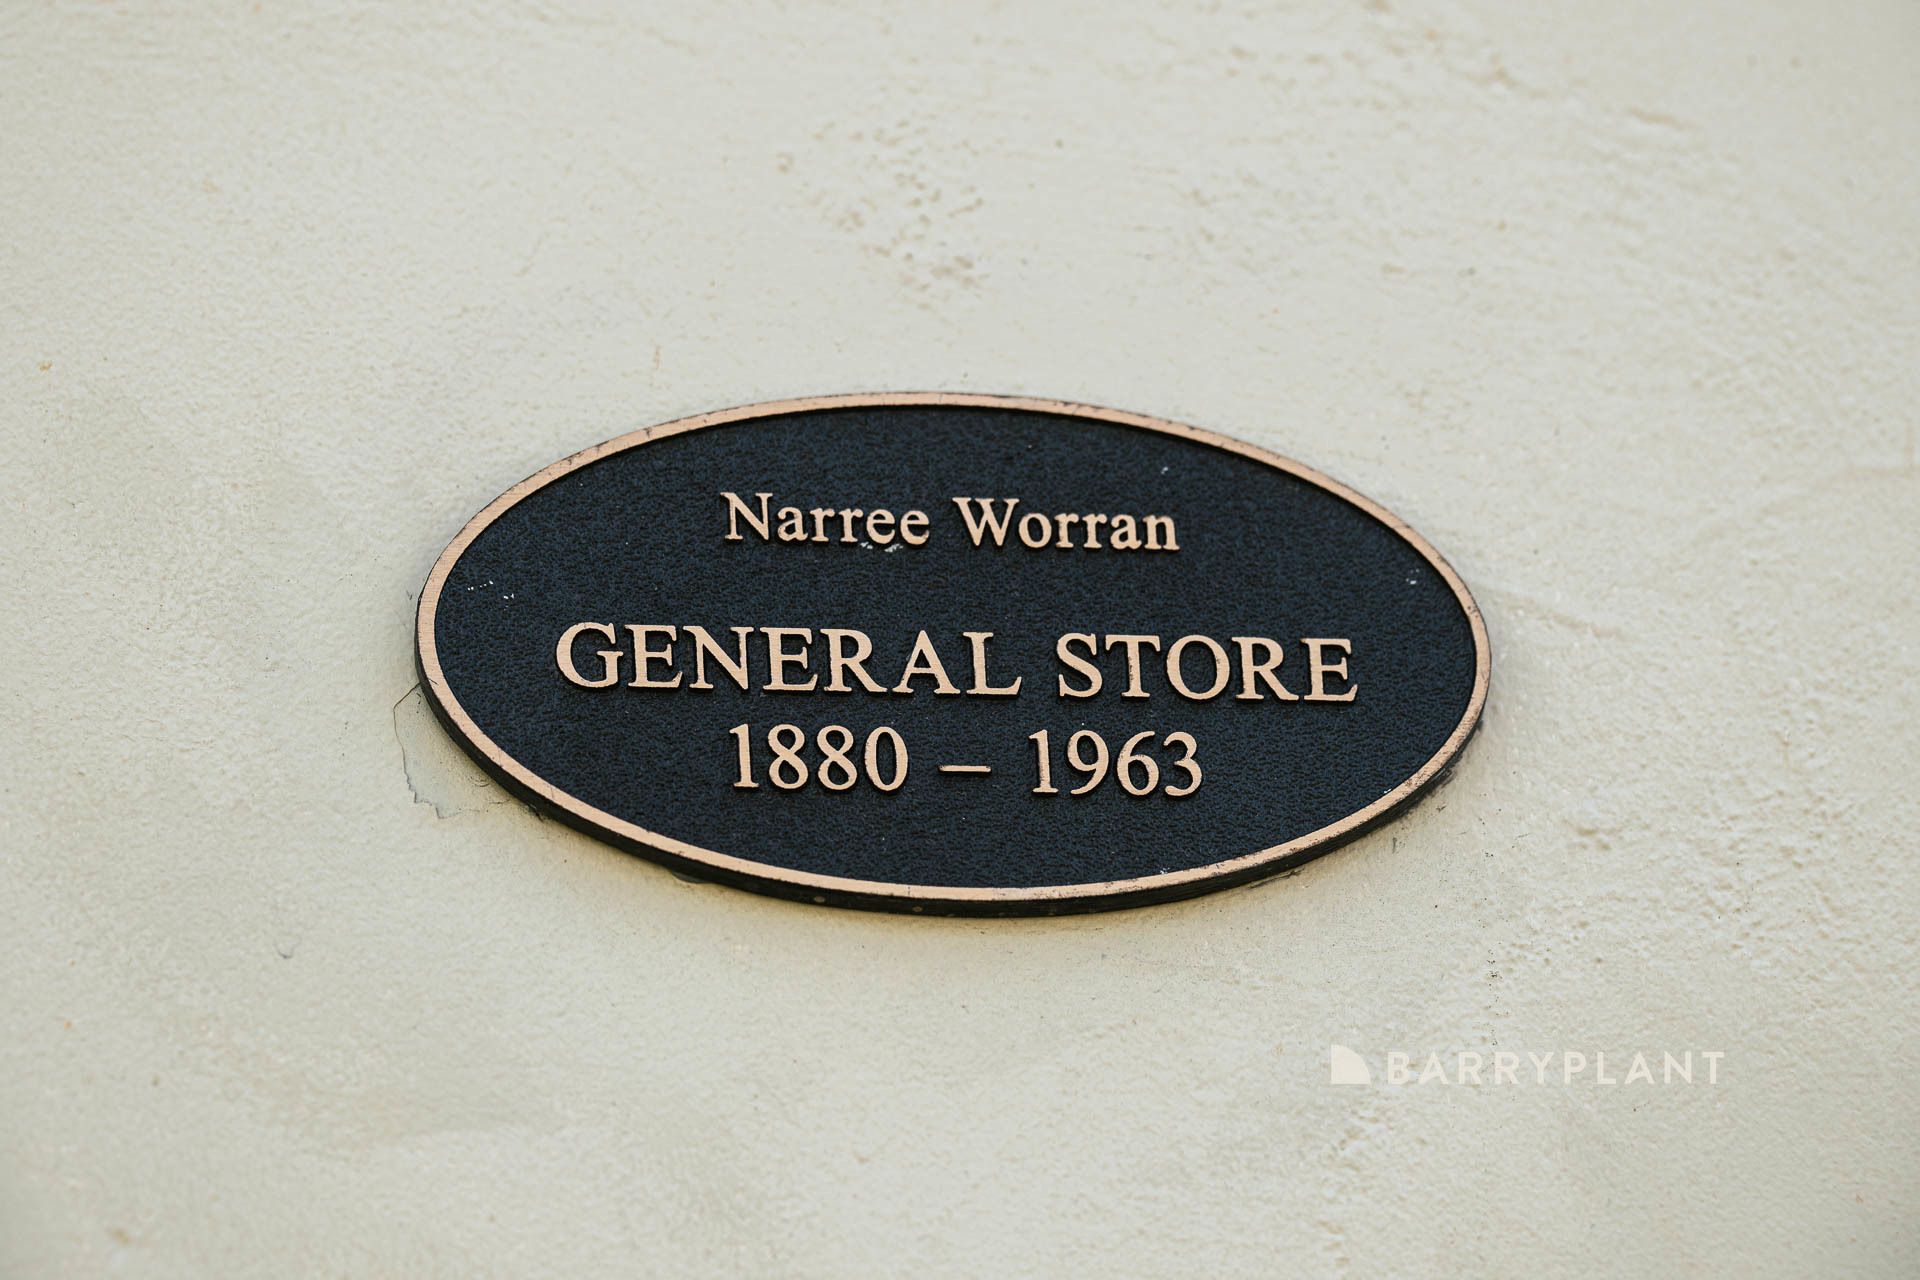 Narree Worran
GENERAL STORE
1880 – 1963
BARRYPLANT